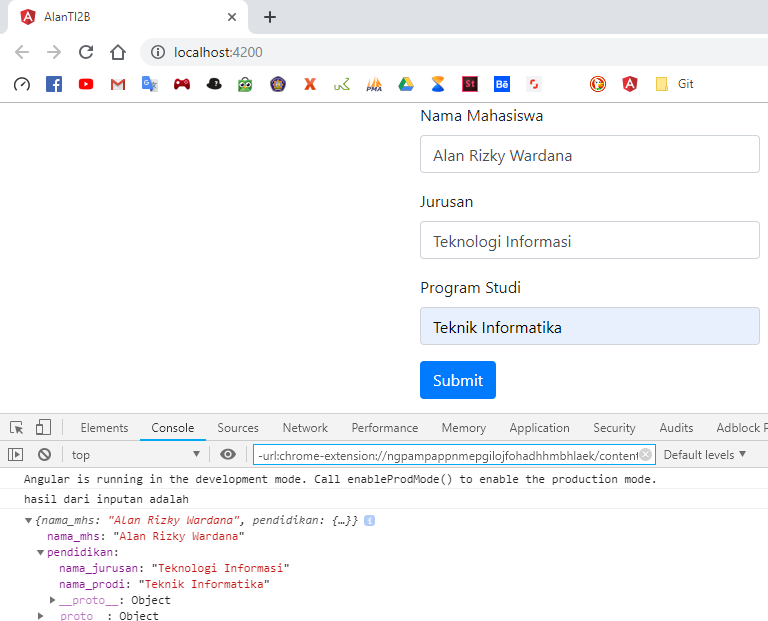 AlanTI2B
localhost:4200
PMA
St
Bē
Git
Nama Mahasiswa
Alan Rizky Wardana
Jurusan
Teknologi Informasi
Program Studi
Teknik Informatika
Submit
Elements Console Sources Network Performance Memory Application Security Audits Adblock P
top -url:chrome-extension://ngpampappnmepgilojfohadhhmbhlaek/content Default levels
Angular is running in the development mode. Call enableProdMode() to enable the production mode.
hasil dari inputan adalah
{nama_mhs: "Alan Rizky Wardana", pendidikan: {…}}
nama_mhs: "Alan Rizky Wardana"
pendidikan:
nama_jurusan: "Teknologi Informasi"
nama_prodi: "Teknik Informatika"
__proto__: Object
__proto__: Object